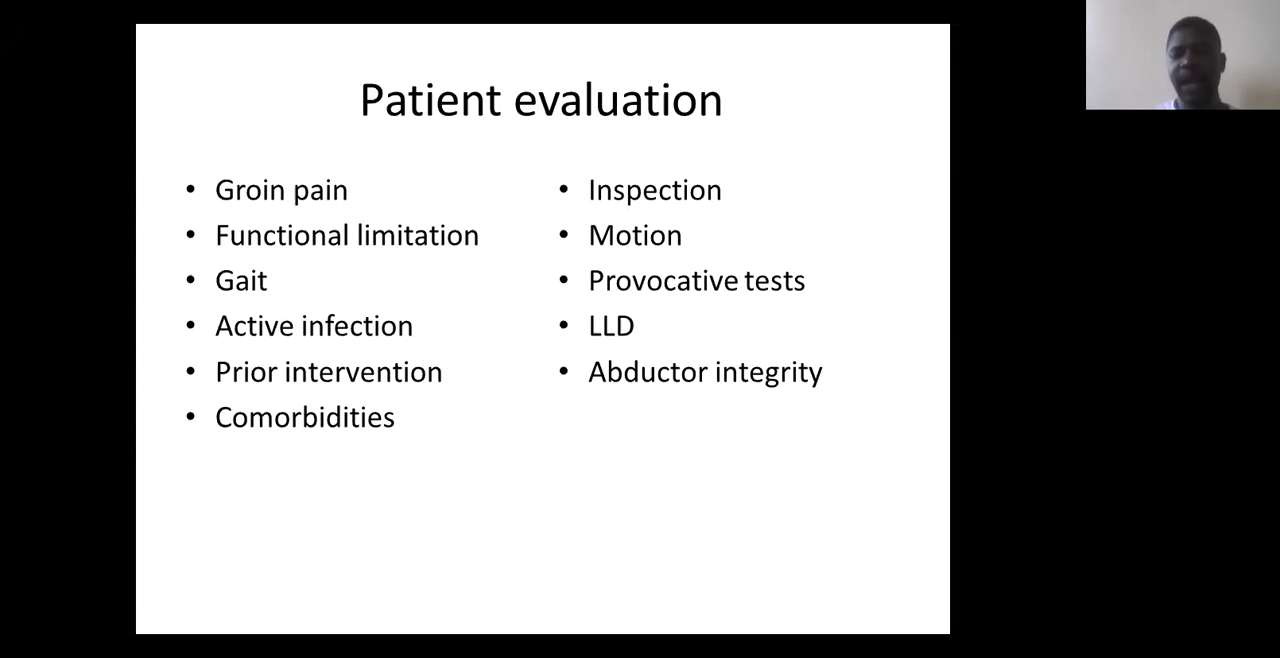 Patient evaluation
• Groin pain
• Functional limitation
• Gait
• Active infection
• Prior intervention
• Comorbidities
• Inspection
• Motion
• Provocative tests
• LLD
• Abductor integrity